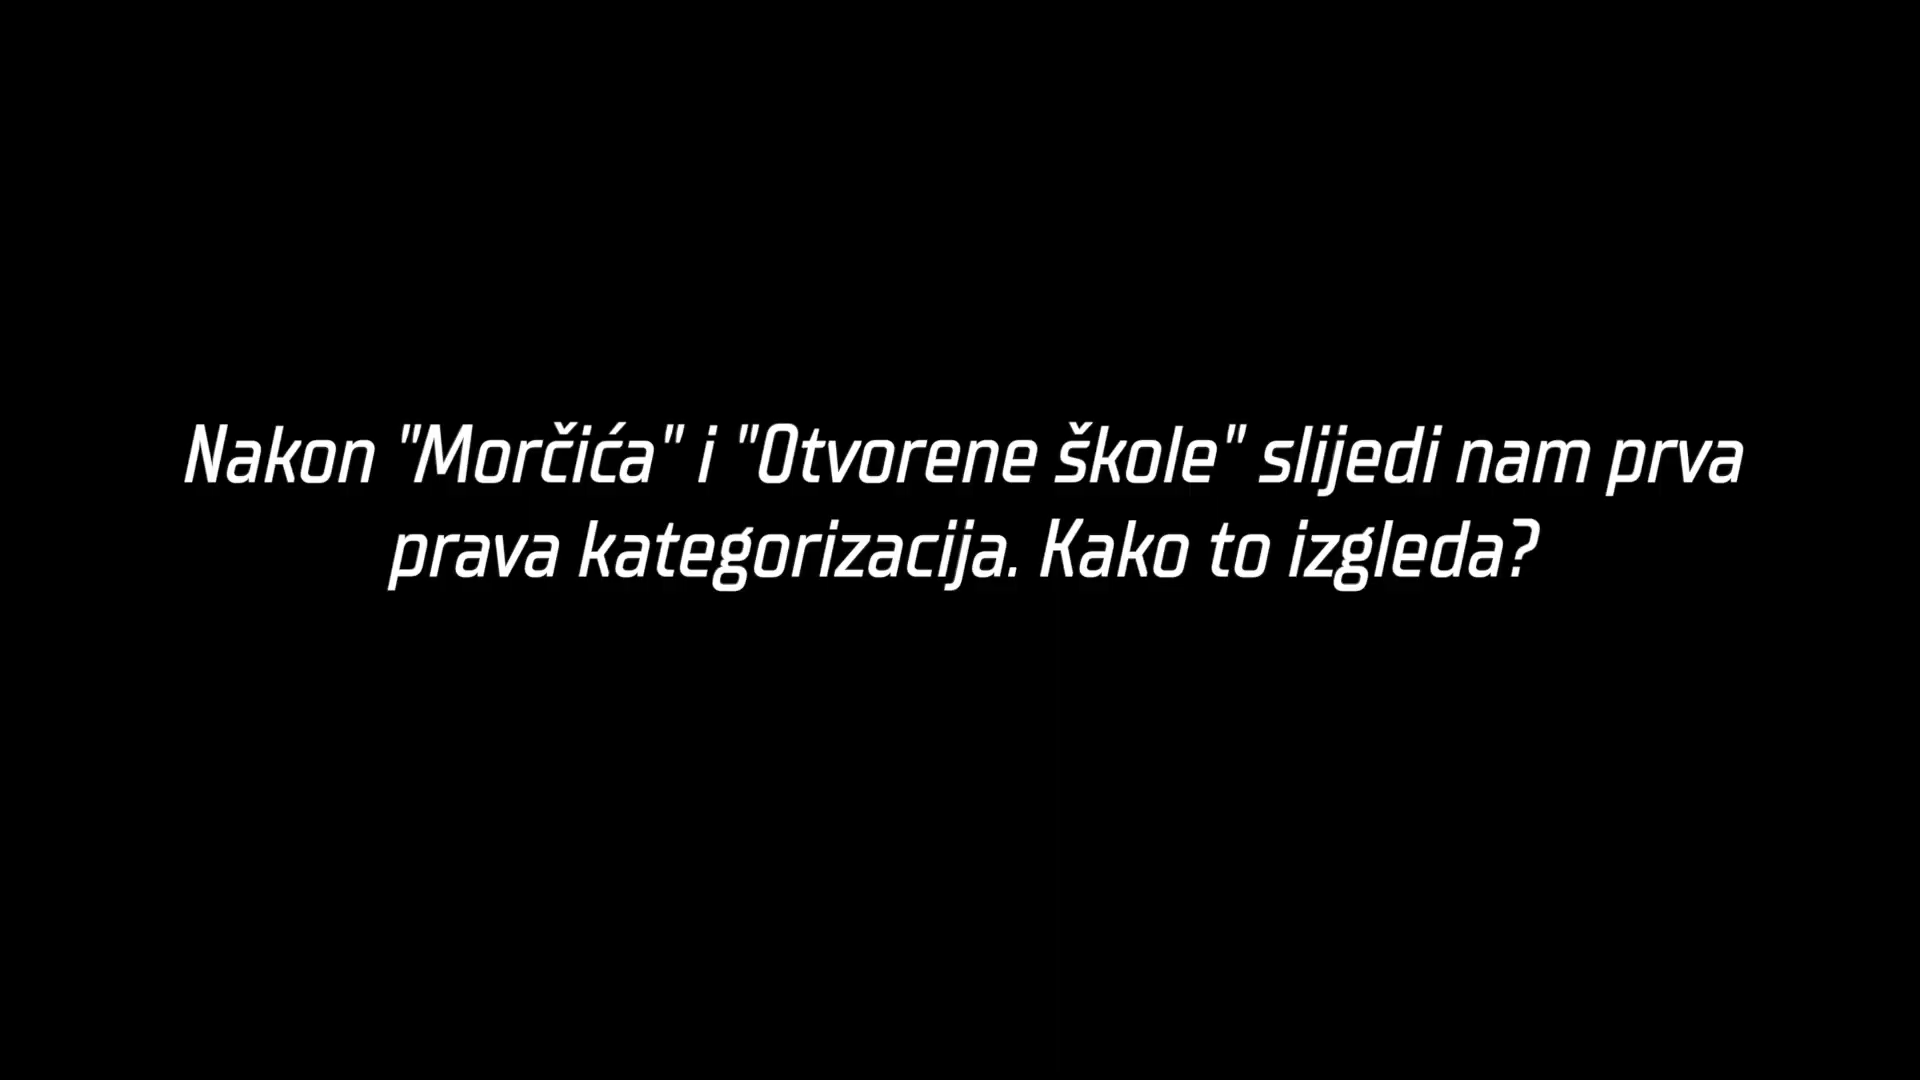 Nakon "Morčića" i "Otvorene škole" slijedi nam prva
prava kategorizacija. Kako to izgleda?